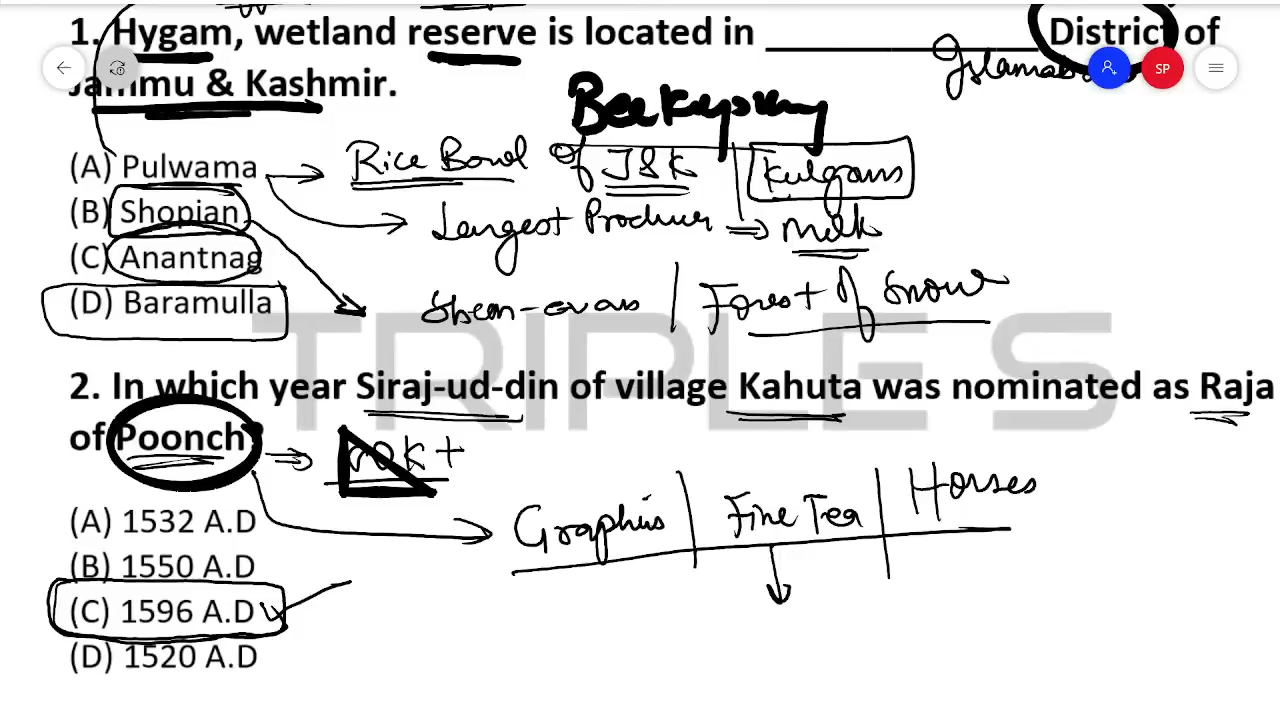 1. Hygam, wetland reserve is located in ____________________ District of
Jammu & Kashmir.
SP
BeeKeeping
(A) Pulwama → Rice Bowl of J&K | Kulgam
Largest Producer ⇒ Milk
(B) Shopian
(C) Anantnag
(D) Baramulla
Forest of Snow
TRIPLE S
2. In which year Siraj-ud-din of village Kahuta was nominated as Raja
of Poonch?
(A) 1532 A.D
Graphis | Fine Tea | Horses
(B) 1550 A.D
(C) 1596 A.D
(D) 1520 A.D